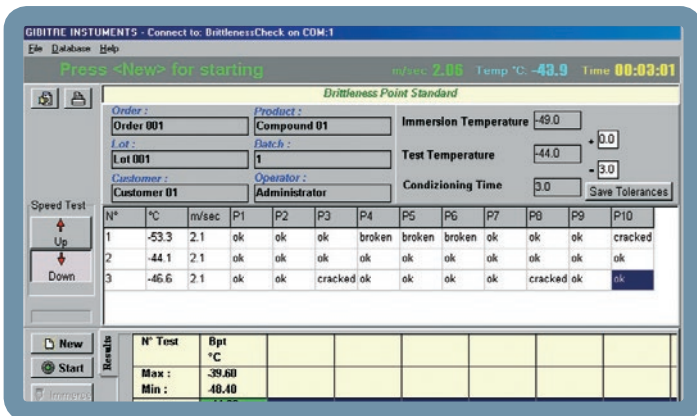 GIBITRE INSTUMENTS - Connect to: BrittlenessCheck on COM:1
File Database Help
Press <New> for starting m/sec 2.06 Temp °C: -43.9 Time 00:03:01
Brittleness Point Standard
Order : Product :
Order 001 Compound 01 Immersion Temperature -49.0
Lot : Batch : + 0.0
Lot 001 1 Test Temperature -44.0
- 3.0
Customer : Operator :
Customer 01 Administrator Condizioning Time 3.0 Save Tolerances
Speed Test
Up
Down
N° °C m/sec P1 P2 P3 P4 P5 P6 P7 P8 P9 P10
1 -53.3 2.1 ok ok ok broken broken broken ok ok ok cracked
2 -44.1 2.1 ok ok ok ok ok ok ok ok ok ok
3 -46.6 2.1 ok ok cracked ok ok ok ok cracked ok ok
New
Start
Immerse
Results
N° Test Bpt
°C
Max : -39.60
Min : -40.40